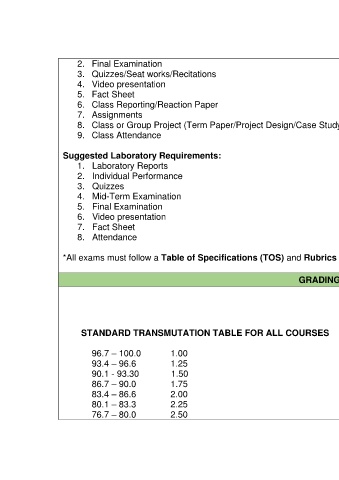 2. Final Examination
3. Quizzes/Seat works/Recitations
4. Video presentation
5. Fact Sheet
6. Class Reporting/Reaction Paper
7. Assignments
8. Class or Group Project (Term Paper/Project Design/Case Study
9. Class Attendance
Suggested Laboratory Requirements:
1. Laboratory Reports
2. Individual Performance
3. Quizzes
4. Mid-Term Examination
5. Final Examination
6. Video presentation
7. Fact Sheet
8. Attendance
*All exams must follow a Table of Specifications (TOS) and Rubrics
GRADING
STANDARD TRANSMUTATION TABLE FOR ALL COURSES
96.7 – 100.0 1.00
93.4 – 96.6 1.25
90.1 - 93.30 1.50
86.7 – 90.0 1.75
83.4 – 86.6 2.00
80.1 – 83.3 2.25
76.7 – 80.0 2.50